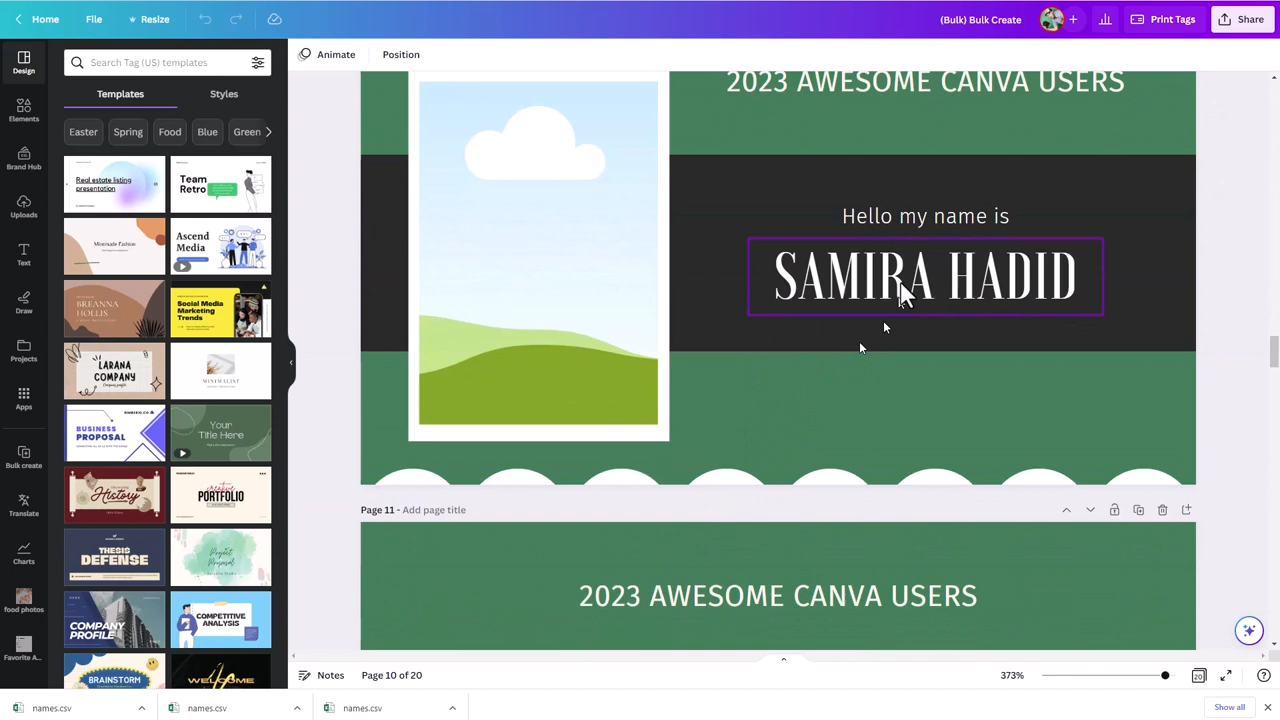 Home
File
Resize
(Bulk) Bulk Create
Print Tags
Share
Design
Elements
Brand Hub
Uploads
Text
Draw
Projects
Apps
Bulk create
Translate
Charts
food photos
Favorite A...
Search Tag (US) templates
Templates
Styles
Easter
Spring
Food
Blue
Green
Real estate listing
presentation
Team
Retro
Ascend
Media
BREANNA
HOLLIS
Social Media
Marketing
Trends
LARANA
COMPANY
MINIMALIST
BUSINESS
PROPOSAL
Your
Title Here
History
PORTFOLIO
THESIS
DEFENSE
Project
Proposal
COMPANY
PROFILE
COMPETITIVE
ANALYSIS
BRAINSTORM
WELCOME
Animate
Position
2023 AWESOME CANVA USERS
Hello my name is
SAMIRA HADID
Page 11 - Add page title
2023 AWESOME CANVA USERS
Notes
Page 10 of 20
373%
20
names.csv
names.csv
names.csv
Show all